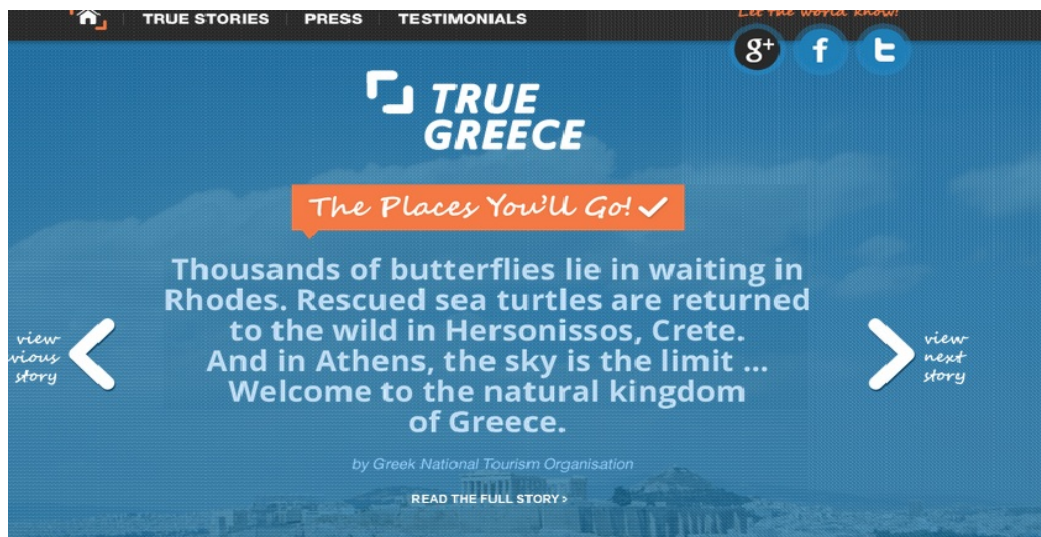 TRUE STORIES PRESS TESTIMONIALS
Let the world know!
g+ f t
TRUE
GREECE
The Places You'll Go!
Thousands of butterflies lie in waiting in
Rhodes. Rescued sea turtles are returned
to the wild in Hersonissos, Crete.
And in Athens, the sky is the limit ...
Welcome to the natural kingdom
of Greece.
view
vious
story
view
next
story
by Greek National Tourism Organisation
READ THE FULL STORY >